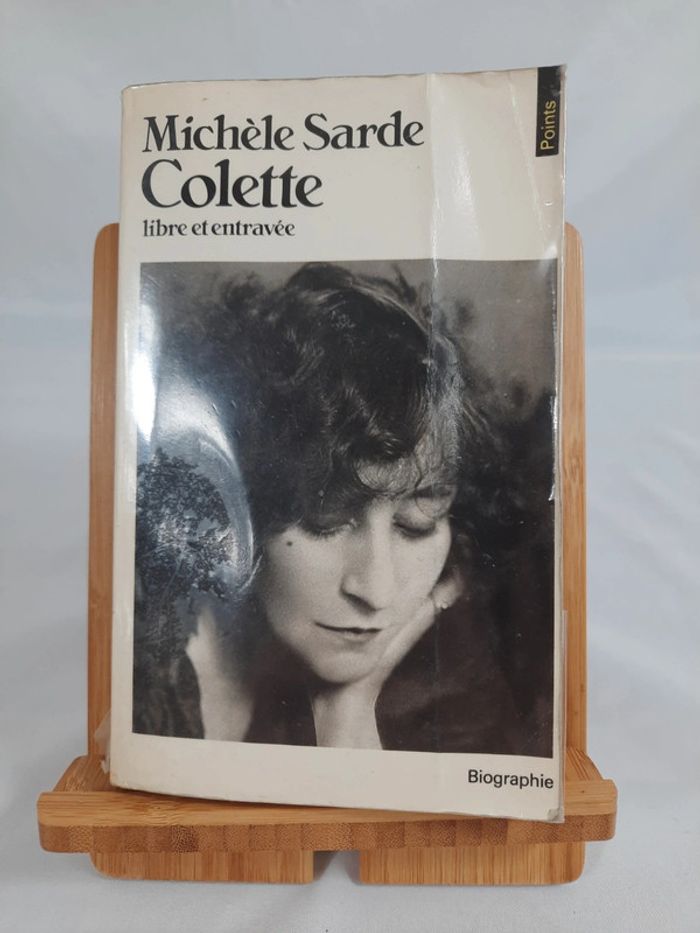 Points
Michèle Sarde
Colette
libre et entravée
Biographie